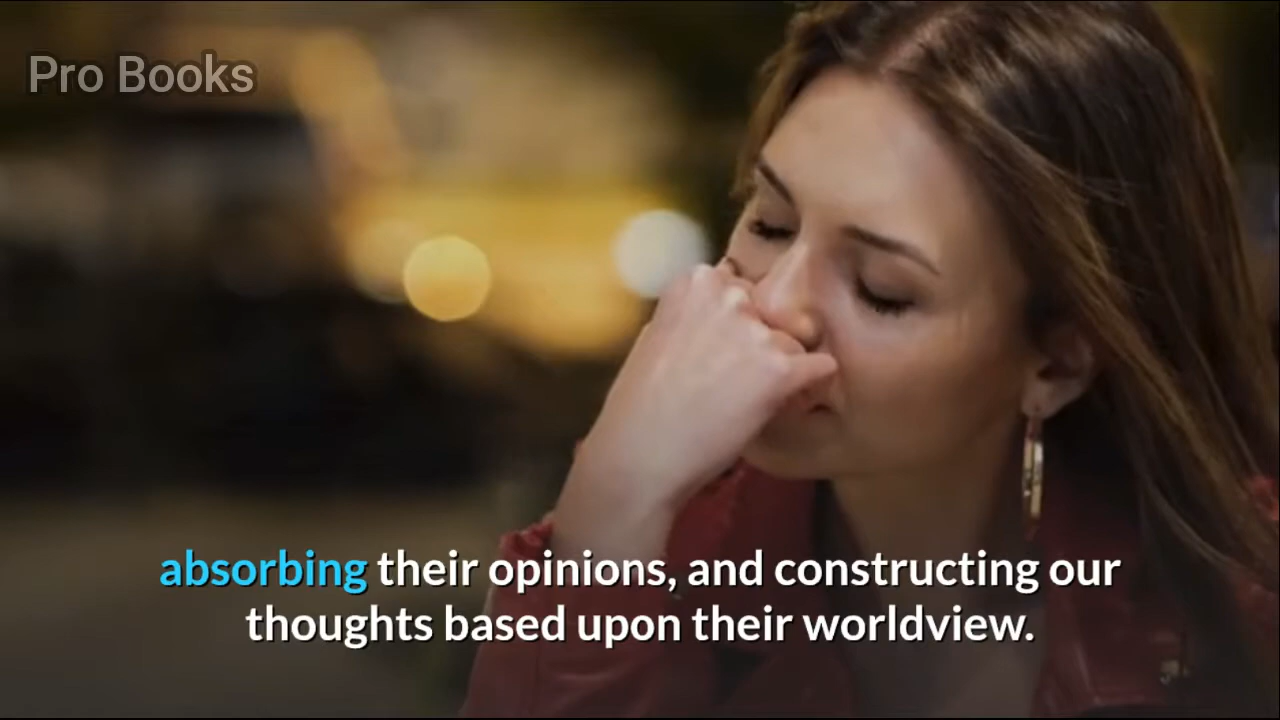 Pro Books
absorbing their opinions, and constructing our
thoughts based upon their worldview.